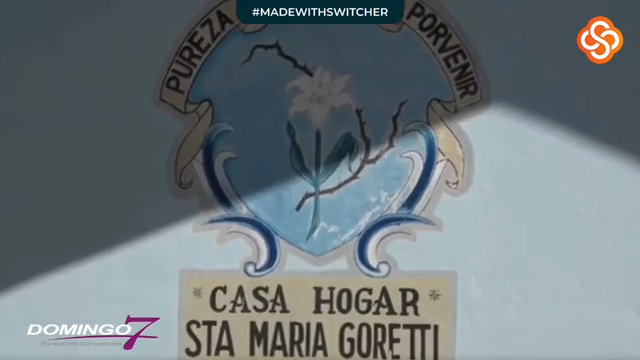 #MADEWITHSWITCHER
PUREZA
PORVENIR
* CASA HOGAR *
STA MARIA GORETTI
DOMINGO 7